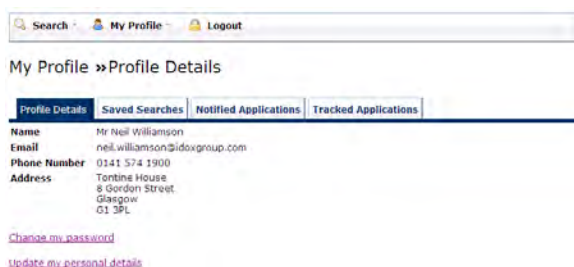 Search My Profile Logout
My Profile »Profile Details
Profile Details Saved Searches Notified Applications Tracked Applications
Name Mr Neil Williamson
Email neil.williamson@idoxgroup.com
Phone Number 0141 574 1900
Address Tontine House
8 Gordon Street
Glasgow
G1 3PL
Change my password
Update my personal details